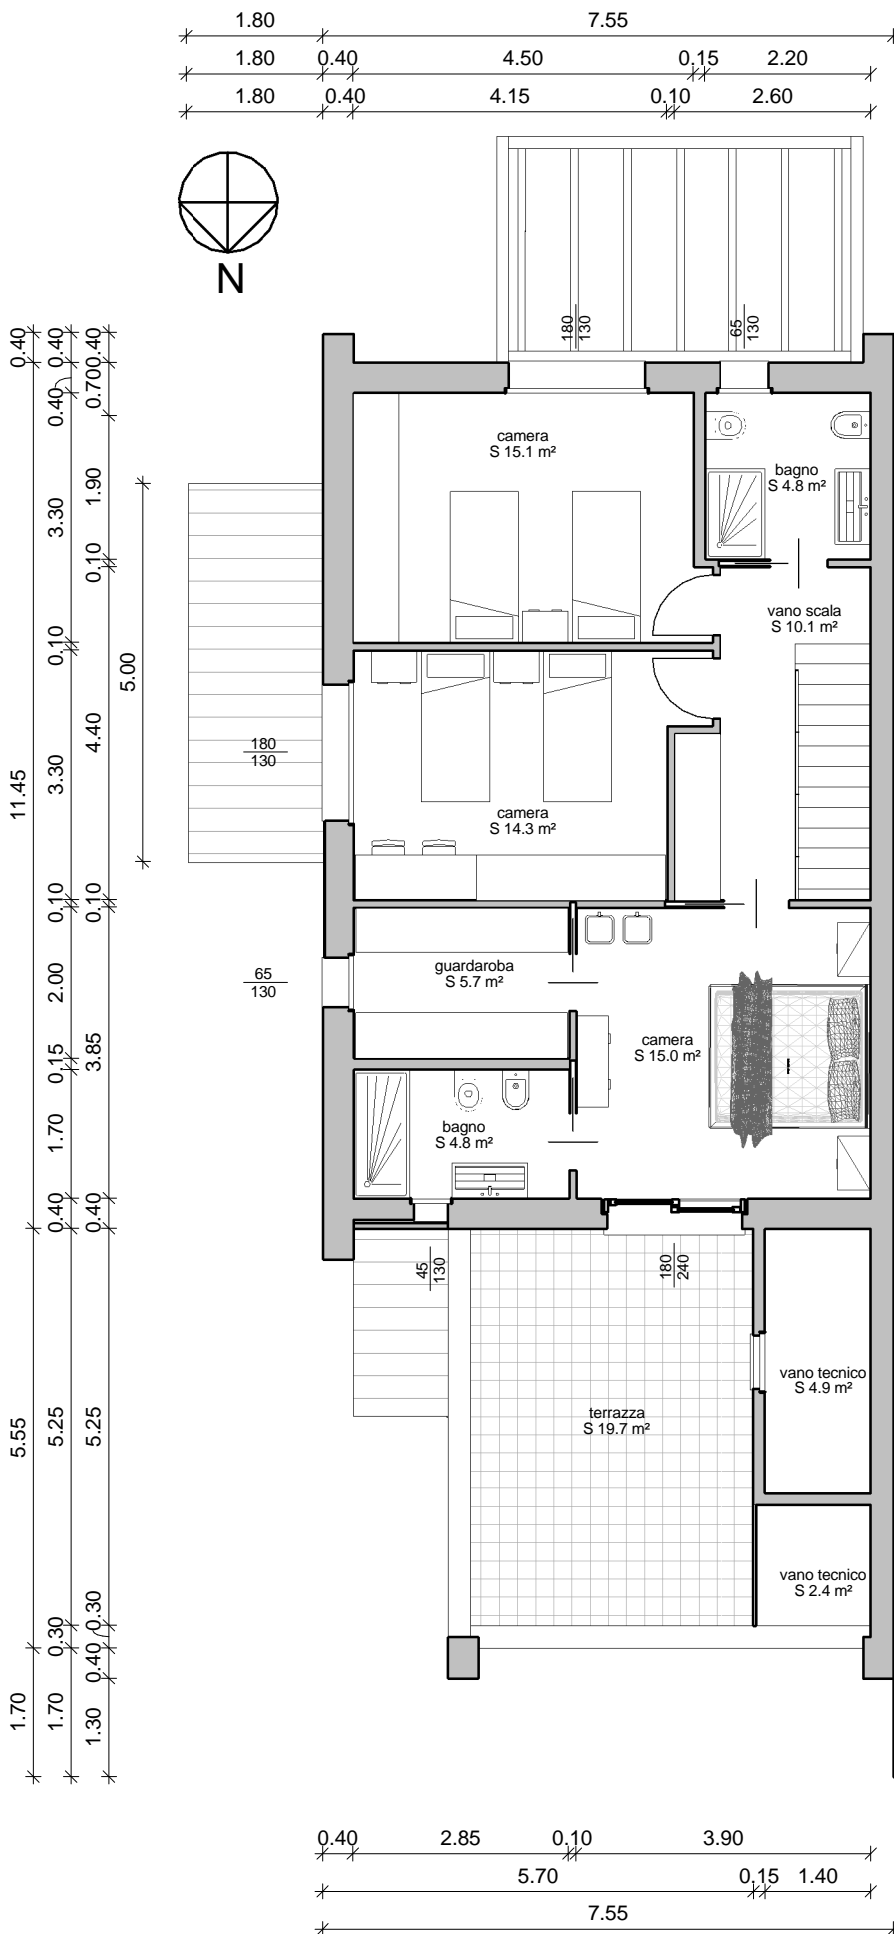 1.80 7.55
1.80 0.40 4.50 0.15 2.20
1.80 0.40 4.15 0.10 2.60
N
180
130
65
130
0.40 11.45 5.55 1.70
0.40 0.40 3.30 0.10 3.30 0.10 2.00 0.15 1.70 0.40 5.25 0.30 1.70
0.40 0.70 1.90 0.10 4.40 0.10 3.85 0.40 5.25 0.30 0.40 1.30
5.00
camera
S 15.1 m²
bagno
S 4.8 m²
vano scala
S 10.1 m²
180
130
camera
S 14.3 m²
65
130
guardaroba
S 5.7 m²
camera
S 15.0 m²
bagno
S 4.8 m²
45
130
180
240
vano tecnico
S 4.9 m²
terrazza
S 19.7 m²
vano tecnico
S 2.4 m²
0.40 2.85 0.10 3.90
5.70 0.15 1.40
7.55